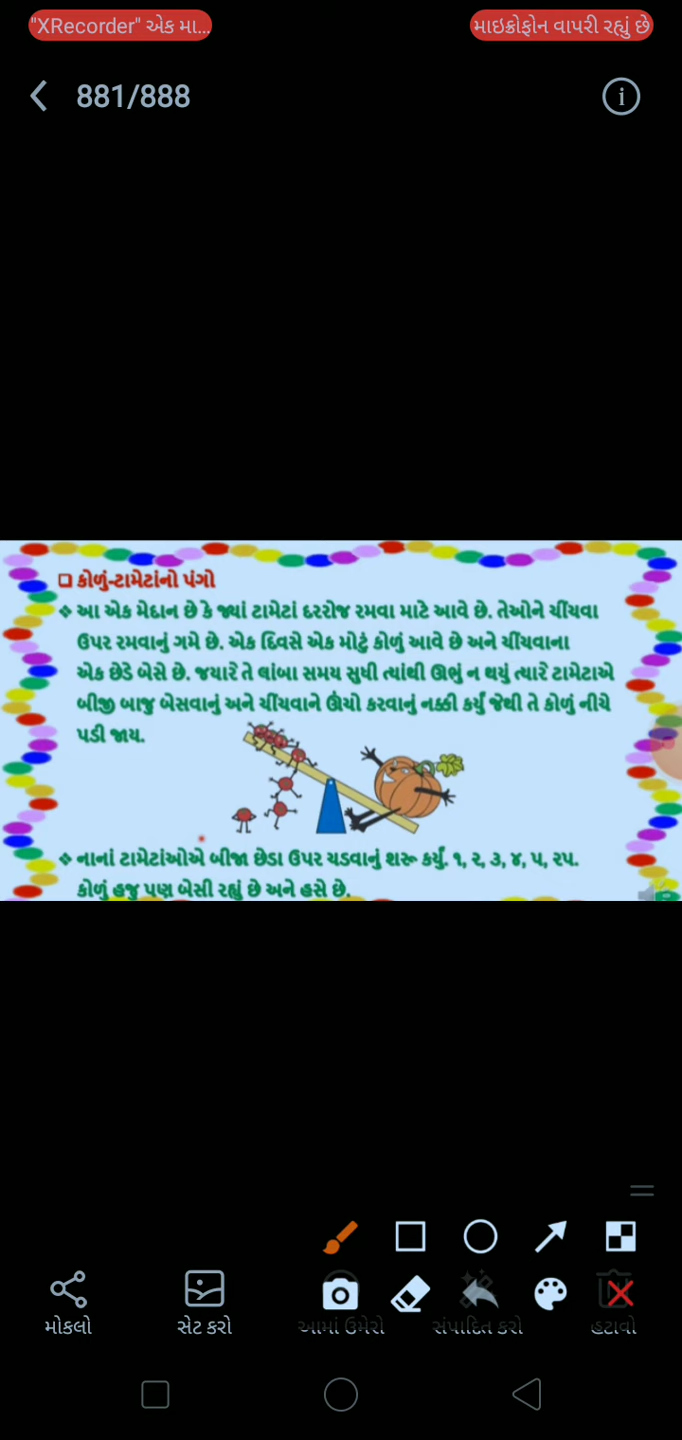 "XRecorder" એક મા...
માઇક્રોફોન વાપરી રહ્યું છે
881/888
કોળું-ટામેટાંનો પંગો
આ એક મેદાન છે કે જ્યાં ટામેટાં દરરોજ રમવા માટે આવે છે. તેઓને ચીંચવા
ઉપર રમવાનું ગમે છે. એક દિવસે એક મોટું કોળું આવે છે અને ચીંચવાના
એક છેડે બેસે છે. જયારે તે લાંબા સમય સુધી ત્યાંથી ઊભું ન થયું ત્યારે ટામેટાએ
બીજી બાજુ બેસવાનું અને ચીંચવાને ઊંચો કરવાનું નક્કી કર્યું જેથી તે કોળું નીચે
પડી જાય.
નાનાં ટામેટાંઓએ બીજા છેડા ઉપર ચડવાનું શરૂ કર્યું. ૧, ૨, ૩, ૪, ૫, ૨૫.
કોળું હજુ પણ બેસી રહ્યું છે અને હસે છે.
મોકલો
સેટ કરો
આમાં ઉમેરો
સંપાદિત કરો
હટાવો